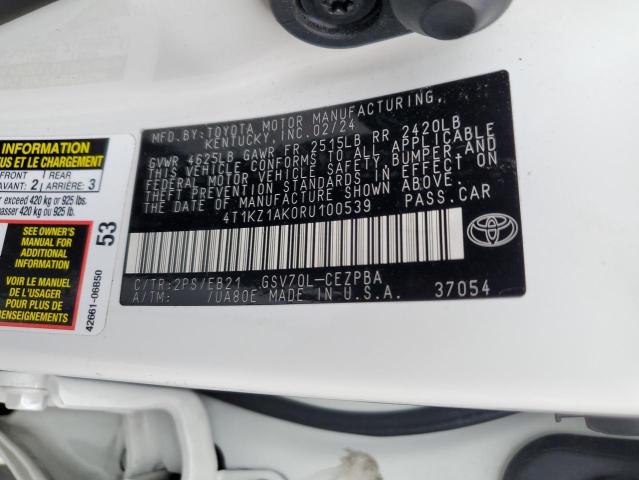 MFD.BY:TOYOTA MOTOR MANUFACTURING,
KENTUCKY, INC.02/24
GVWR 4625LB GAWR FR 2515LB RR 2420LB
THIS VEHICLE CONFORMS TO ALL APPLICABLE
FEDERAL MOTOR VEHICLE SAFETY, BUMPER, AND
THEFT PREVENTION STANDARDS IN EFFECT ON
THE DATE OF MANUFACTURE SHOWN ABOVE.
4T1KZ1AK0RU100539 PASS.CAR
C/TR:2PS/EB21 GSV70L-CEZPBA
A/TM: /UA80E MADE IN U.S.A. 37054
INFORMATION
ET LE CHARGEMENT
FRONT 2 REAR 3
AVANT: ARRIÈRE:
exceed 420 kg or 925 lbs.
passer 420 kg ou 925 lb.
SEE OWNER'S
MANUAL FOR
ADDITIONAL
INFORMATION
VOIR LE MANUEL
DE L'USAGER
POUR PLUS DE
RENSEIGNEMENTS
53
42661-06B50
TOYOTA